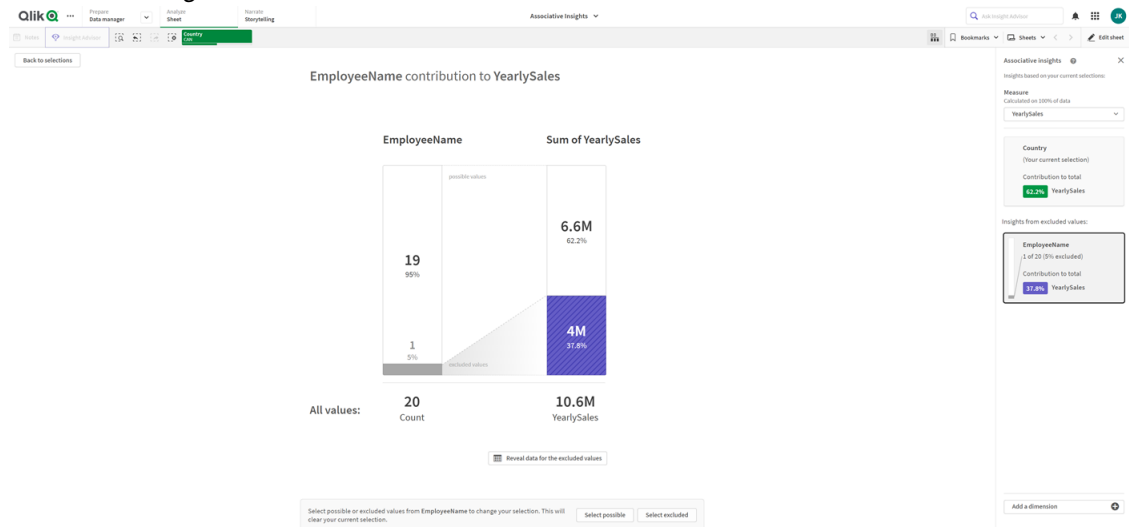 Qlik
Prepare
Data manager
Analyze
Sheet
Narrate
Storytelling
Associative Insights
Ask Insight Advisor
JK
Notes
Insight Advisor
Country
CAN
Bookmarks
Sheets
Edit sheet
Back to selections
EmployeeName contribution to YearlySales
EmployeeName
Sum of YearlySales
possible values
6.6M
62.2%
19
95%
4M
37.8%
1
5%
excluded values
All values:
20
Count
10.6M
YearlySales
Reveal data for the excluded values
Select possible or excluded values from EmployeeName to change your selection. This will
clear your current selection.
Select possible
Select excluded
Associative insights
Insights based on your current selections:
Measure
Calculated on 100% of data
YearlySales
Country
(Your current selection)
Contribution to total
62.2% YearlySales
Insights from excluded values:
EmployeeName
1 of 20 (5% excluded)
Contribution to total
37.8% YearlySales
Add a dimension